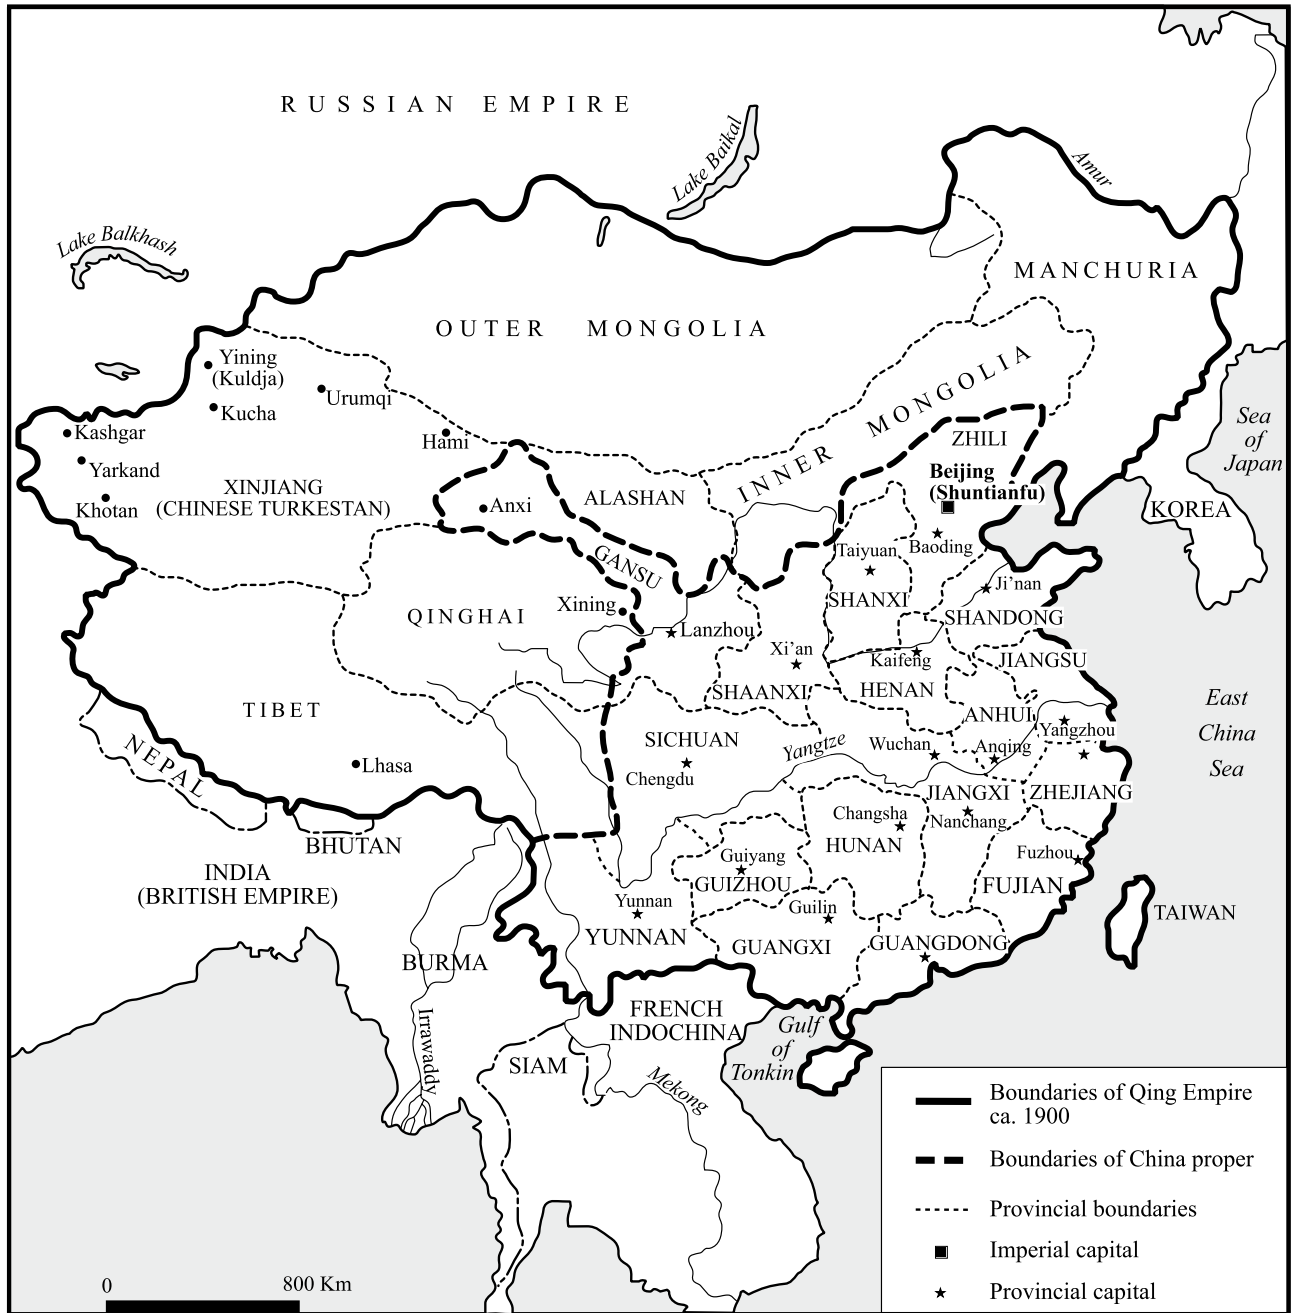 RUSSIAN EMPIRE
Lake Baikal
Amur
Lake Balkhash
MANCHURIA
OUTER MONGOLIA
Yining
(Kuldja)
Urumqi
Kucha
INNER MONGOLIA
Kashgar
Hami
ZHILI
Sea
of
Japan
Yarkand
Beijing
(Shuntianfu)
XINJIANG
(CHINESE TURKESTAN)
ALASHAN
Khotan
Anxi
KOREA
GANSU
Taiyuan
Baoding
Ji’nan
SHANXI
Xining
QINGHAI
SHANDONG
Lanzhou
Xi’an
Kaifeng
JIANGSU
SHAANXI
HENAN
East
China
Sea
TIBET
ANHUI
Yangzhou
SICHUAN
Yangtze
Wuchan
Anqing
NEPAL
Lhasa
Chengdu
JIANGXI
ZHEJIANG
Changsha
Nanchang
BHUTAN
HUNAN
Guiyang
Fuzhou
INDIA
(BRITISH EMPIRE)
GUIZHOU
FUJIAN
Yunnan
Guilin
TAIWAN
YUNNAN
GUANGXI
GUANGDONG
BURMA
FRENCH
INDOCHINA
Gulf
of
Tonkin
Irrawaddy
SIAM
Mekong
Boundaries of Qing Empire
ca. 1900
Boundaries of China proper
Provincial boundaries
Imperial capital
Provincial capital
0 800 Km